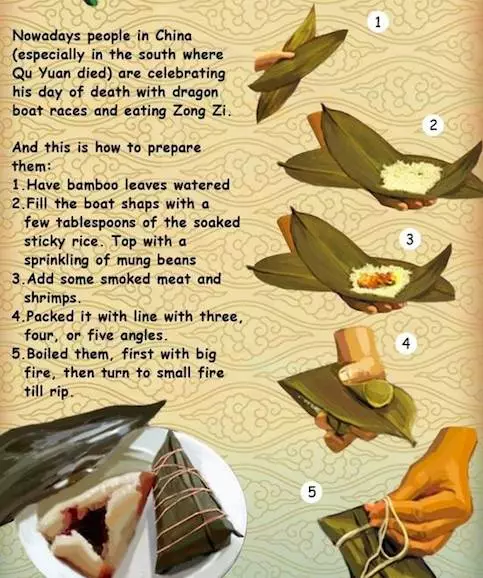 Nowadays people in China
(especially in the south where
Qu Yuan died) are celebrating
his day of death with dragon
boat races and eating Zong Zi.
And this is how to prepare
them:
1.Have bamboo leaves watered
2.Fill the boat shaps with a
few tablespoons of the soaked
sticky rice. Top with a
sprinkling of mung beans
3.Add some smoked meat and
shrimps.
4.Packed it with line with three,
four, or five angles.
5.Boiled them, first with big
fire, then turn to small fire
till rip.
1
2
3
4
5